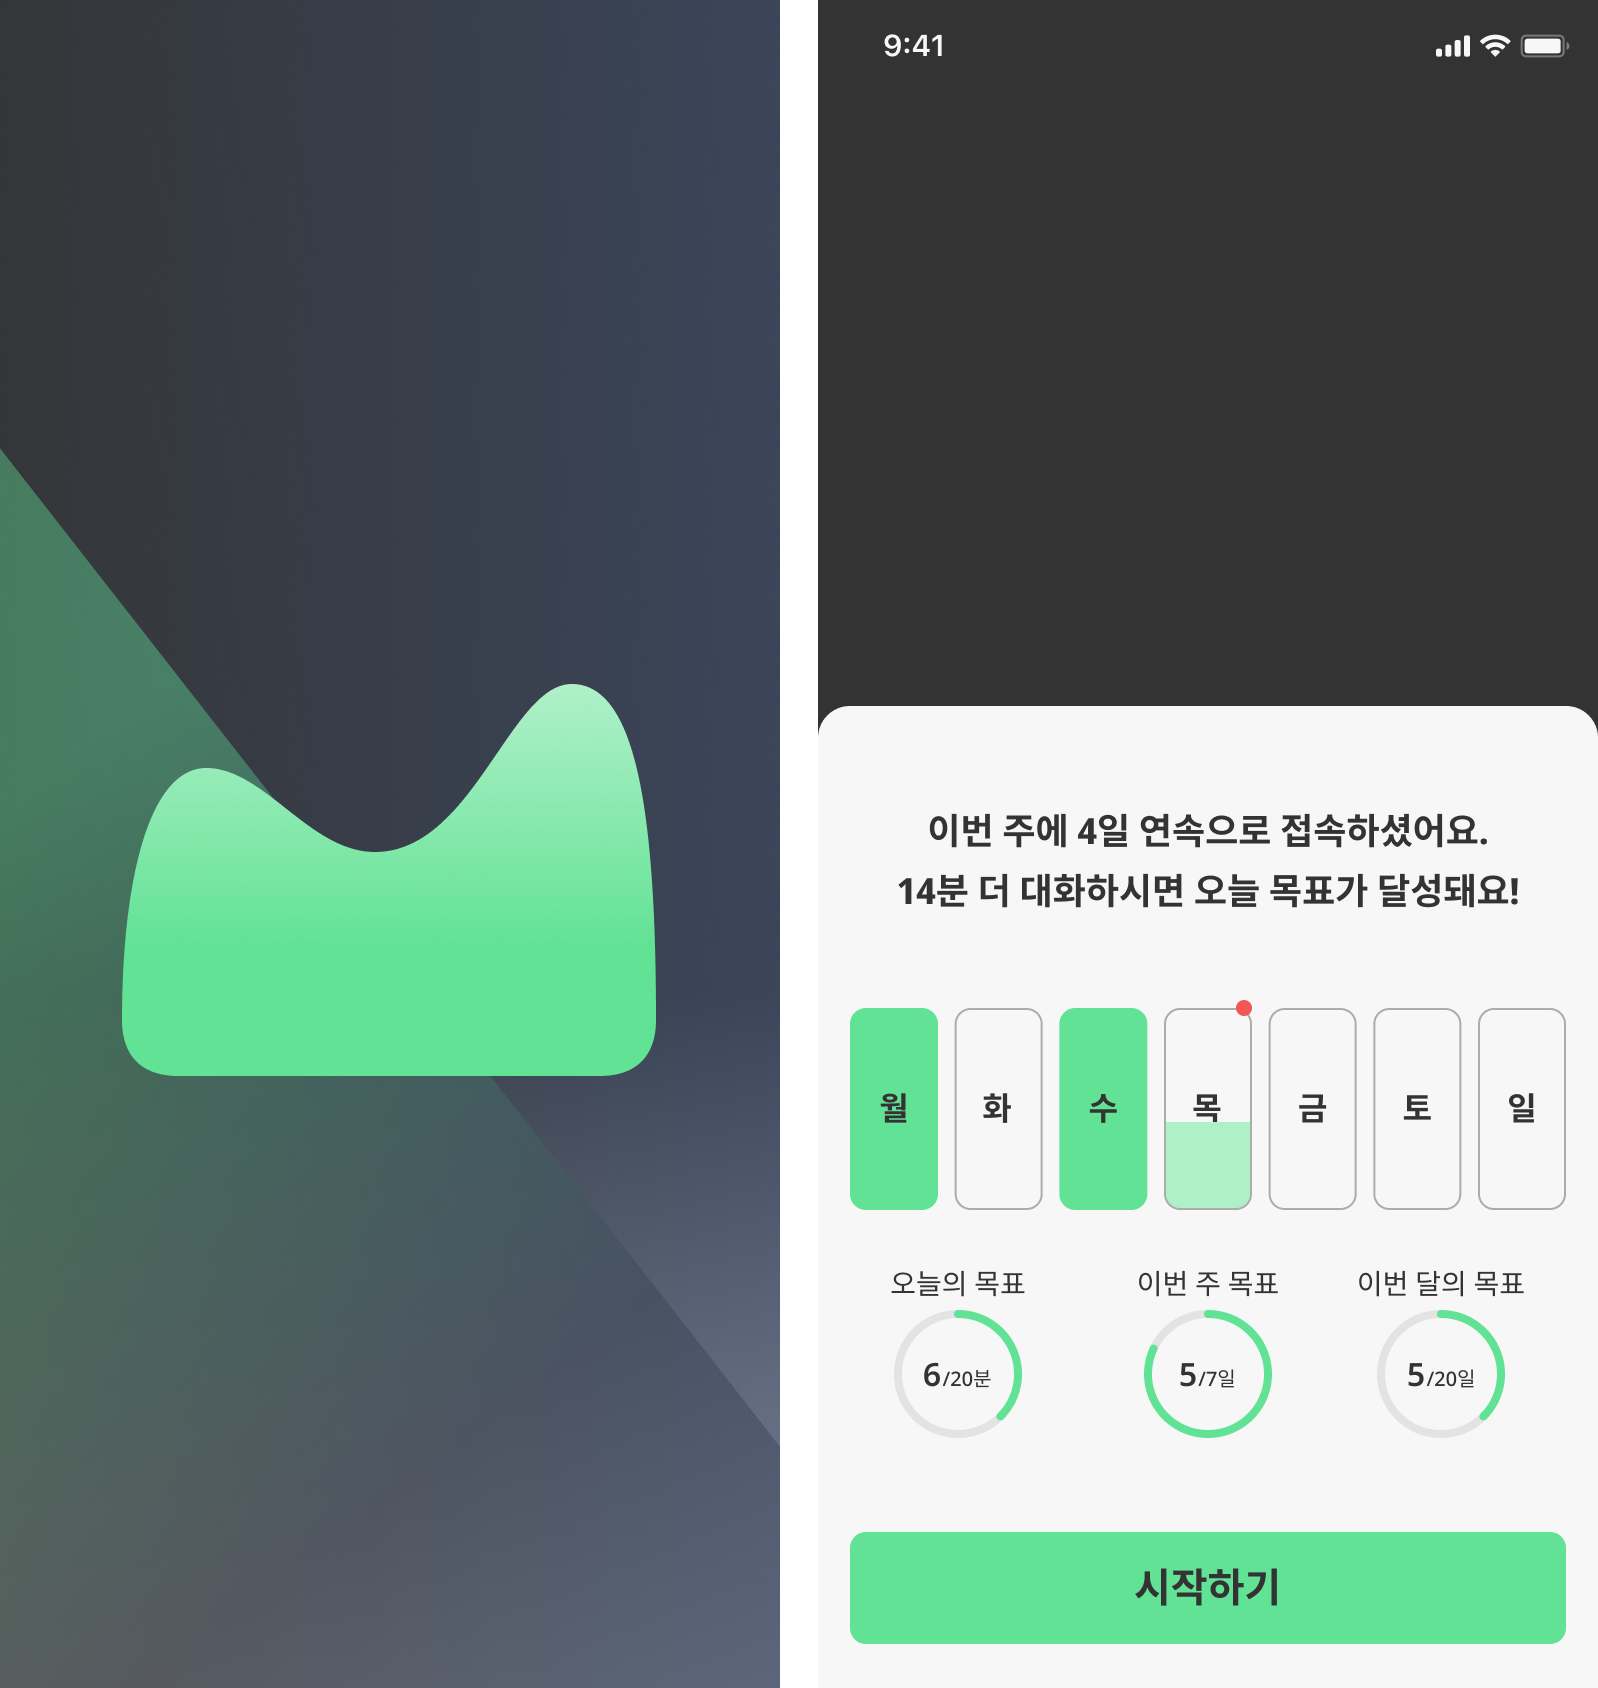 9:41
이번 주에 4일 연속으로 접속하셨어요.
14분 더 대화하시면 오늘 목표가 달성돼요!
월 화 수 목 금 토 일
오늘의 목표 이번 주 목표 이번 달의 목표
6/20분 5/7일 5/20일
시작하기